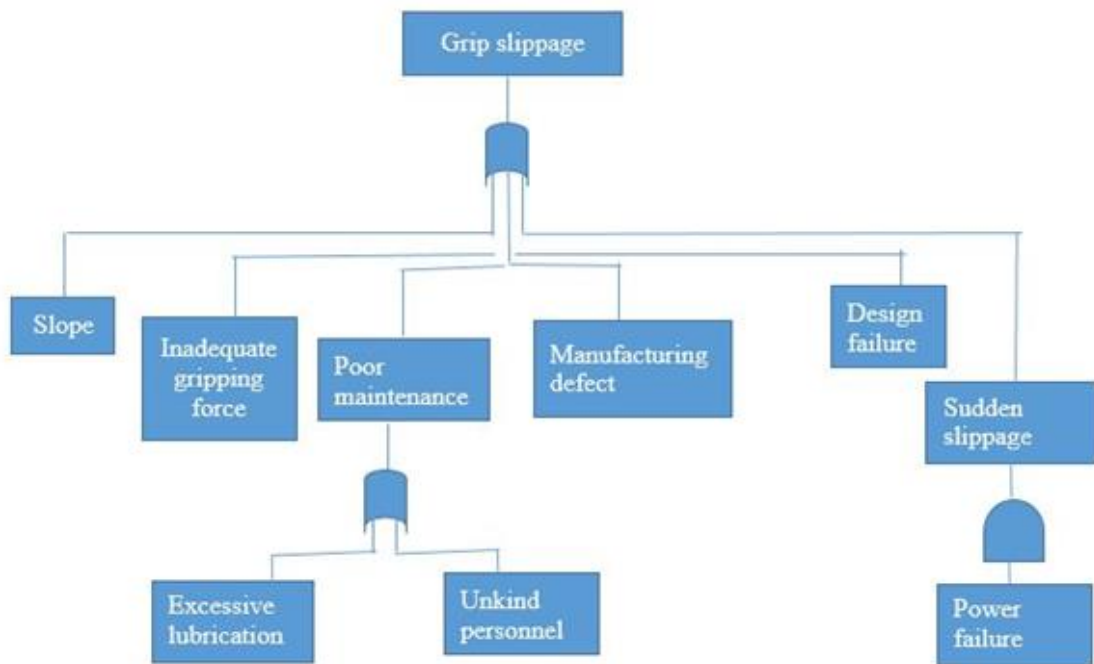 Grip slippage
Slope
Inadequate
gripping
force
Poor
maintenance
Manufacturing
defect
Design
failure
Sudden
slippage
Excessive
lubrication
Unkind
personnel
Power
failure